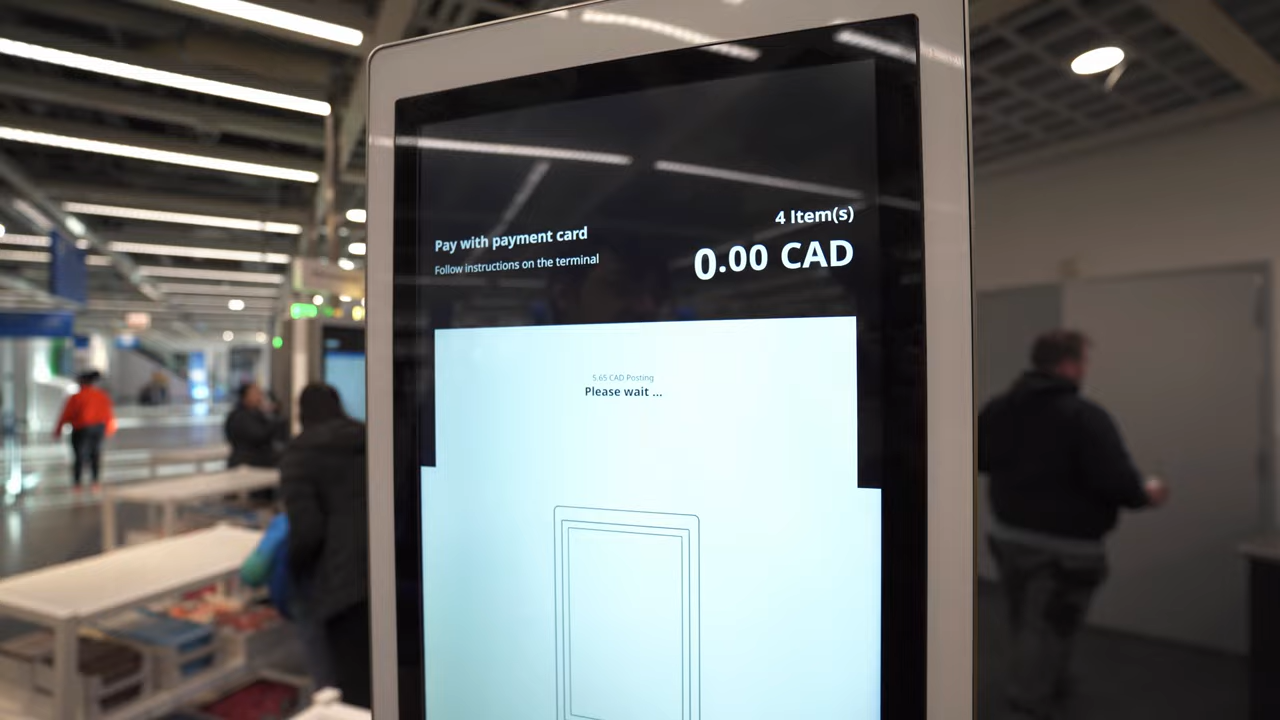 4 Item(s)
Pay with payment card
0.00 CAD
Follow instructions on the terminal
5.65 CAD Posting
Please wait ...